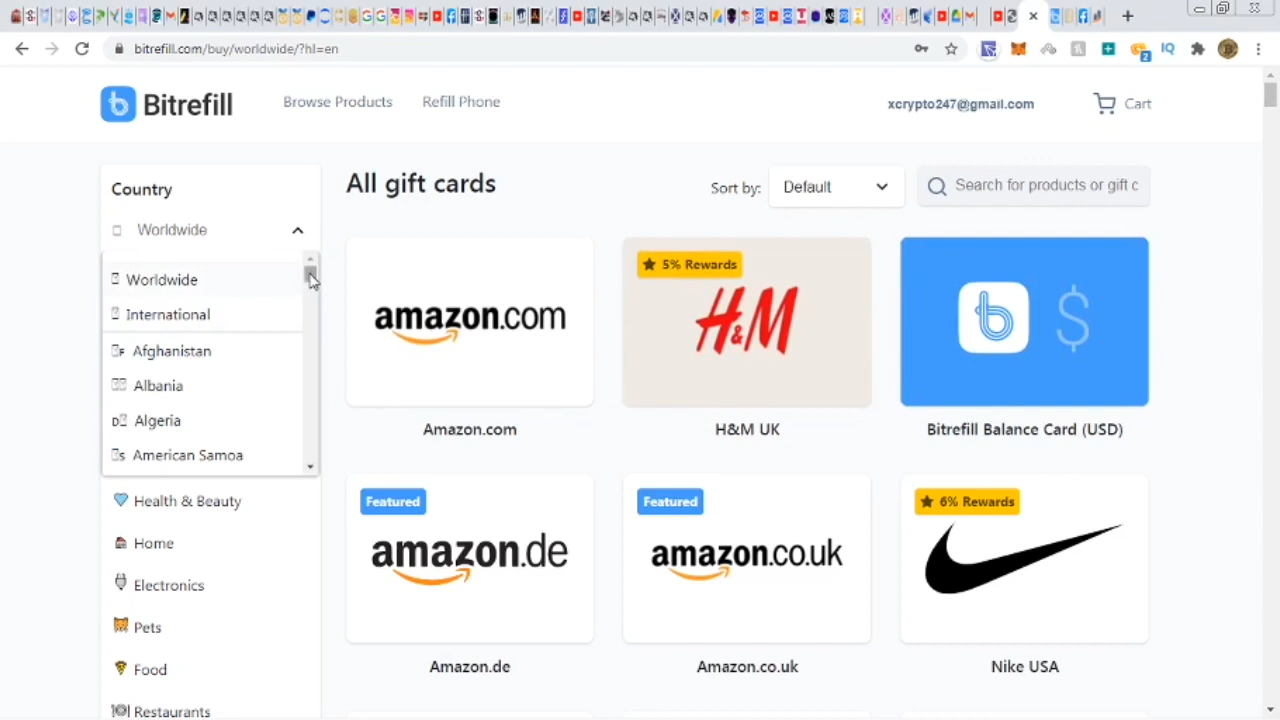 bitrefill.com/buy/worldwide/?hl=en
IQ
2
Bitrefill
Browse Products
Refill Phone
xcrypto247@gmail.com
Cart
Country
Worldwide
Worldwide
International
Afghanistan
Albania
Algeria
American Samoa
Health & Beauty
Home
Electronics
Pets
Food
Restaurants
All gift cards
Sort by:
Default
Search for products or gift c
amazon.com
Amazon.com
5% Rewards
H&M
H&M UK
$
Bitrefill Balance Card (USD)
Featured
amazon.de
Amazon.de
Featured
amazon.co.uk
Amazon.co.uk
6% Rewards
Nike USA